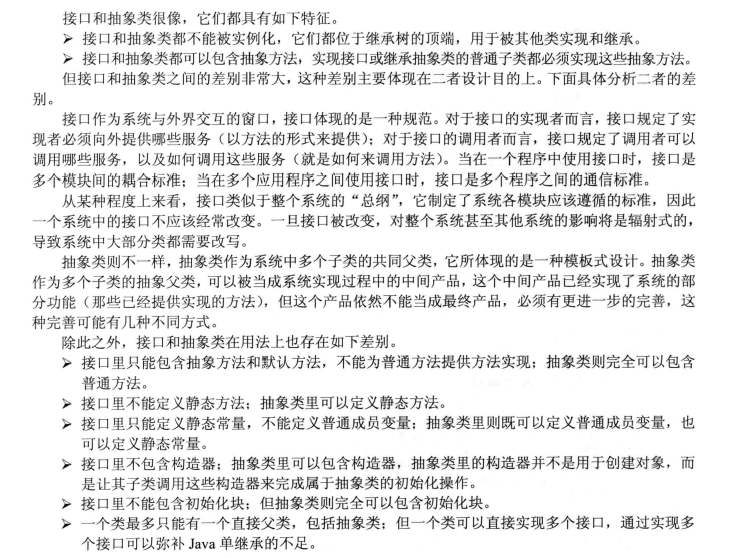 接口和抽象类很像，它们都具有如下特征。
➢ 接口和抽象类都不能被实例化，它们都位于继承树的顶端，用于被其他类实现和继承。
➢ 接口和抽象类都可以包含抽象方法，实现接口或继承抽象类的普通子类都必须实现这些抽象方法。
但接口和抽象类之间的差别非常大，这种差别主要体现在二者设计目的上。下面具体分析二者的差
别。
接口作为系统与外界交互的窗口，接口体现的是一种规范。对于接口的实现者而言，接口规定了实
现者必须向外提供哪些服务（以方法的形式来提供）；对于接口的调用者而言，接口规定了调用者可以
调用哪些服务，以及如何调用这些服务（就是如何来调用方法）。当在一个程序中使用接口时，接口是
多个模块间的耦合标准；当在多个应用程序之间使用接口时，接口是多个程序之间的通信标准。
从某种程度上来看，接口类似于整个系统的“总纲”，它制定了系统各模块应该遵循的标准，因此
一个系统中的接口不应该经常改变。一旦接口被改变，对整个系统甚至其他系统的影响将是辐射式的，
导致系统中大部分类都需要改写。
抽象类则不一样，抽象类作为系统中多个子类的共同父类，它所体现的是一种模板式设计。抽象类
作为多个子类的抽象父类，可以被当成系统实现过程中的中间产品，这个中间产品已经实现了系统的部
分功能（那些已经提供实现的方法），但这个产品依然不能当成最终产品，必须有更进一步的完善，这
种完善可能有几种不同方式。
除此之外，接口和抽象类在用法上也存在如下差别。
➢ 接口里只能包含抽象方法和默认方法，不能为普通方法提供方法实现；抽象类则完全可以包含
普通方法。
➢ 接口里不能定义静态方法；抽象类里可以定义静态方法。
➢ 接口里只能定义静态常量，不能定义普通成员变量；抽象类里则既可以定义普通成员变量，也
可以定义静态常量。
➢ 接口里不包含构造器；抽象类里可以包含构造器，抽象类里的构造器并不是用于创建对象，而
是让其子类调用这些构造器来完成属于抽象类的初始化操作。
➢ 接口里不能包含初始化块；但抽象类则完全可以包含初始化块。
➢ 一个类最多只能有一个直接父类，包括抽象类；但一个类可以直接实现多个接口，通过实现多
个接口可以弥补 Java 单继承的不足。